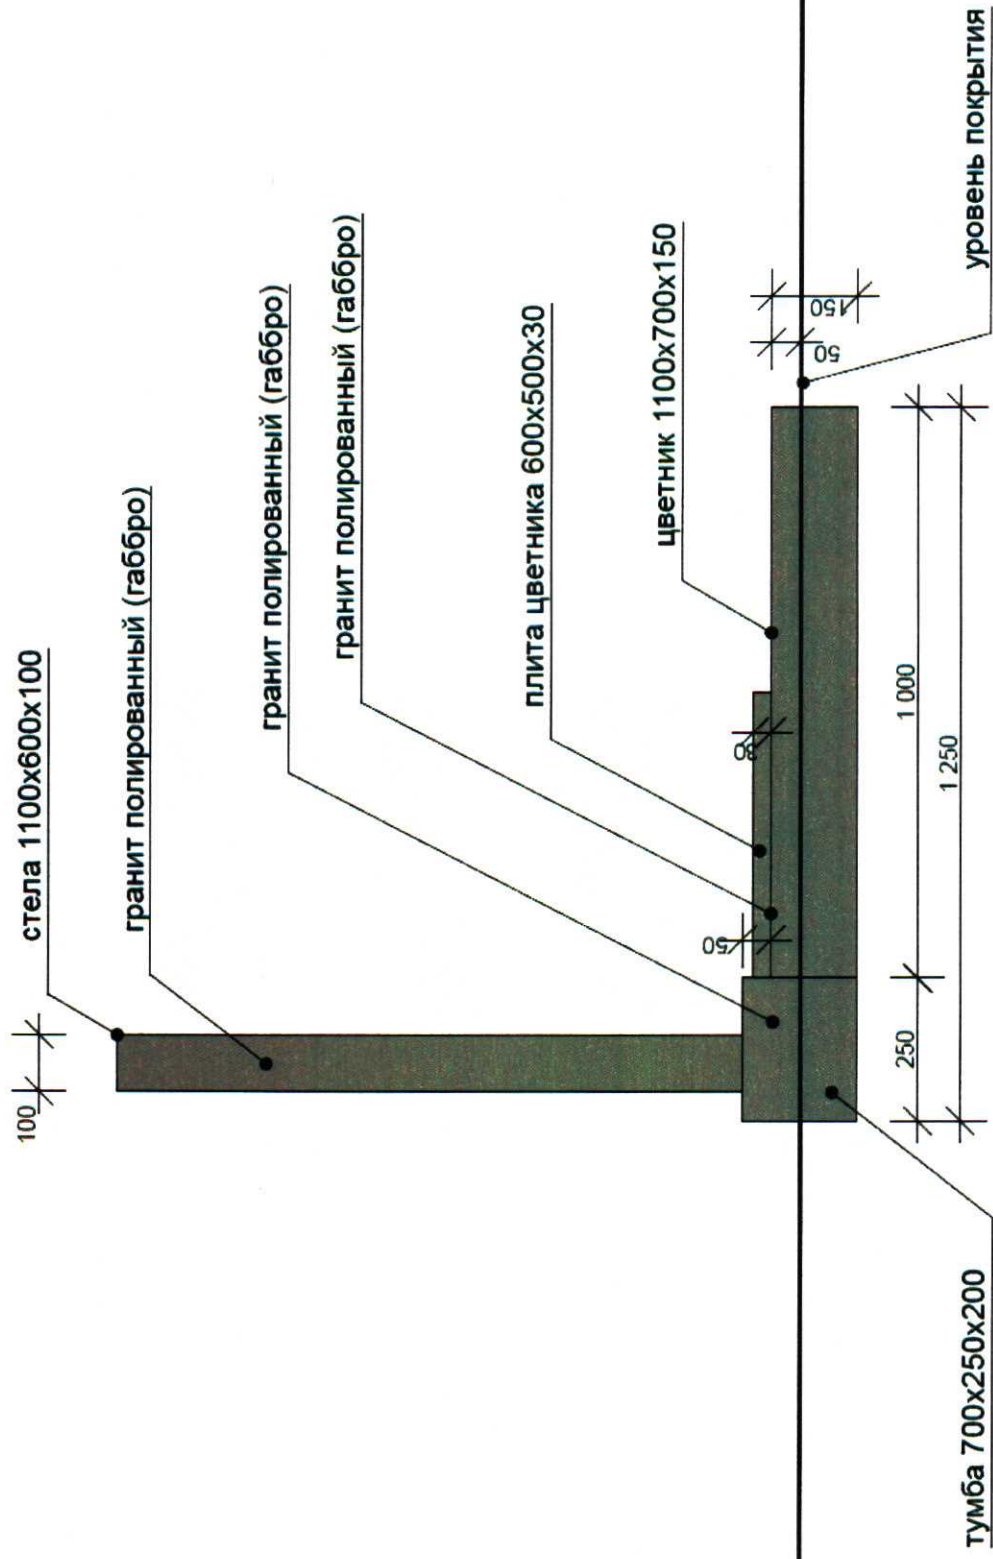 стела 1100х600х100
гранит полированный (габбро)
гранит полированный (габбро)
гранит полированный (габбро)
плита цветника 600х500х30
цветник 1100х700х150
100
50
30
50
150
250
1 000
1 250
уровень покрытия
тумба 700х250х200